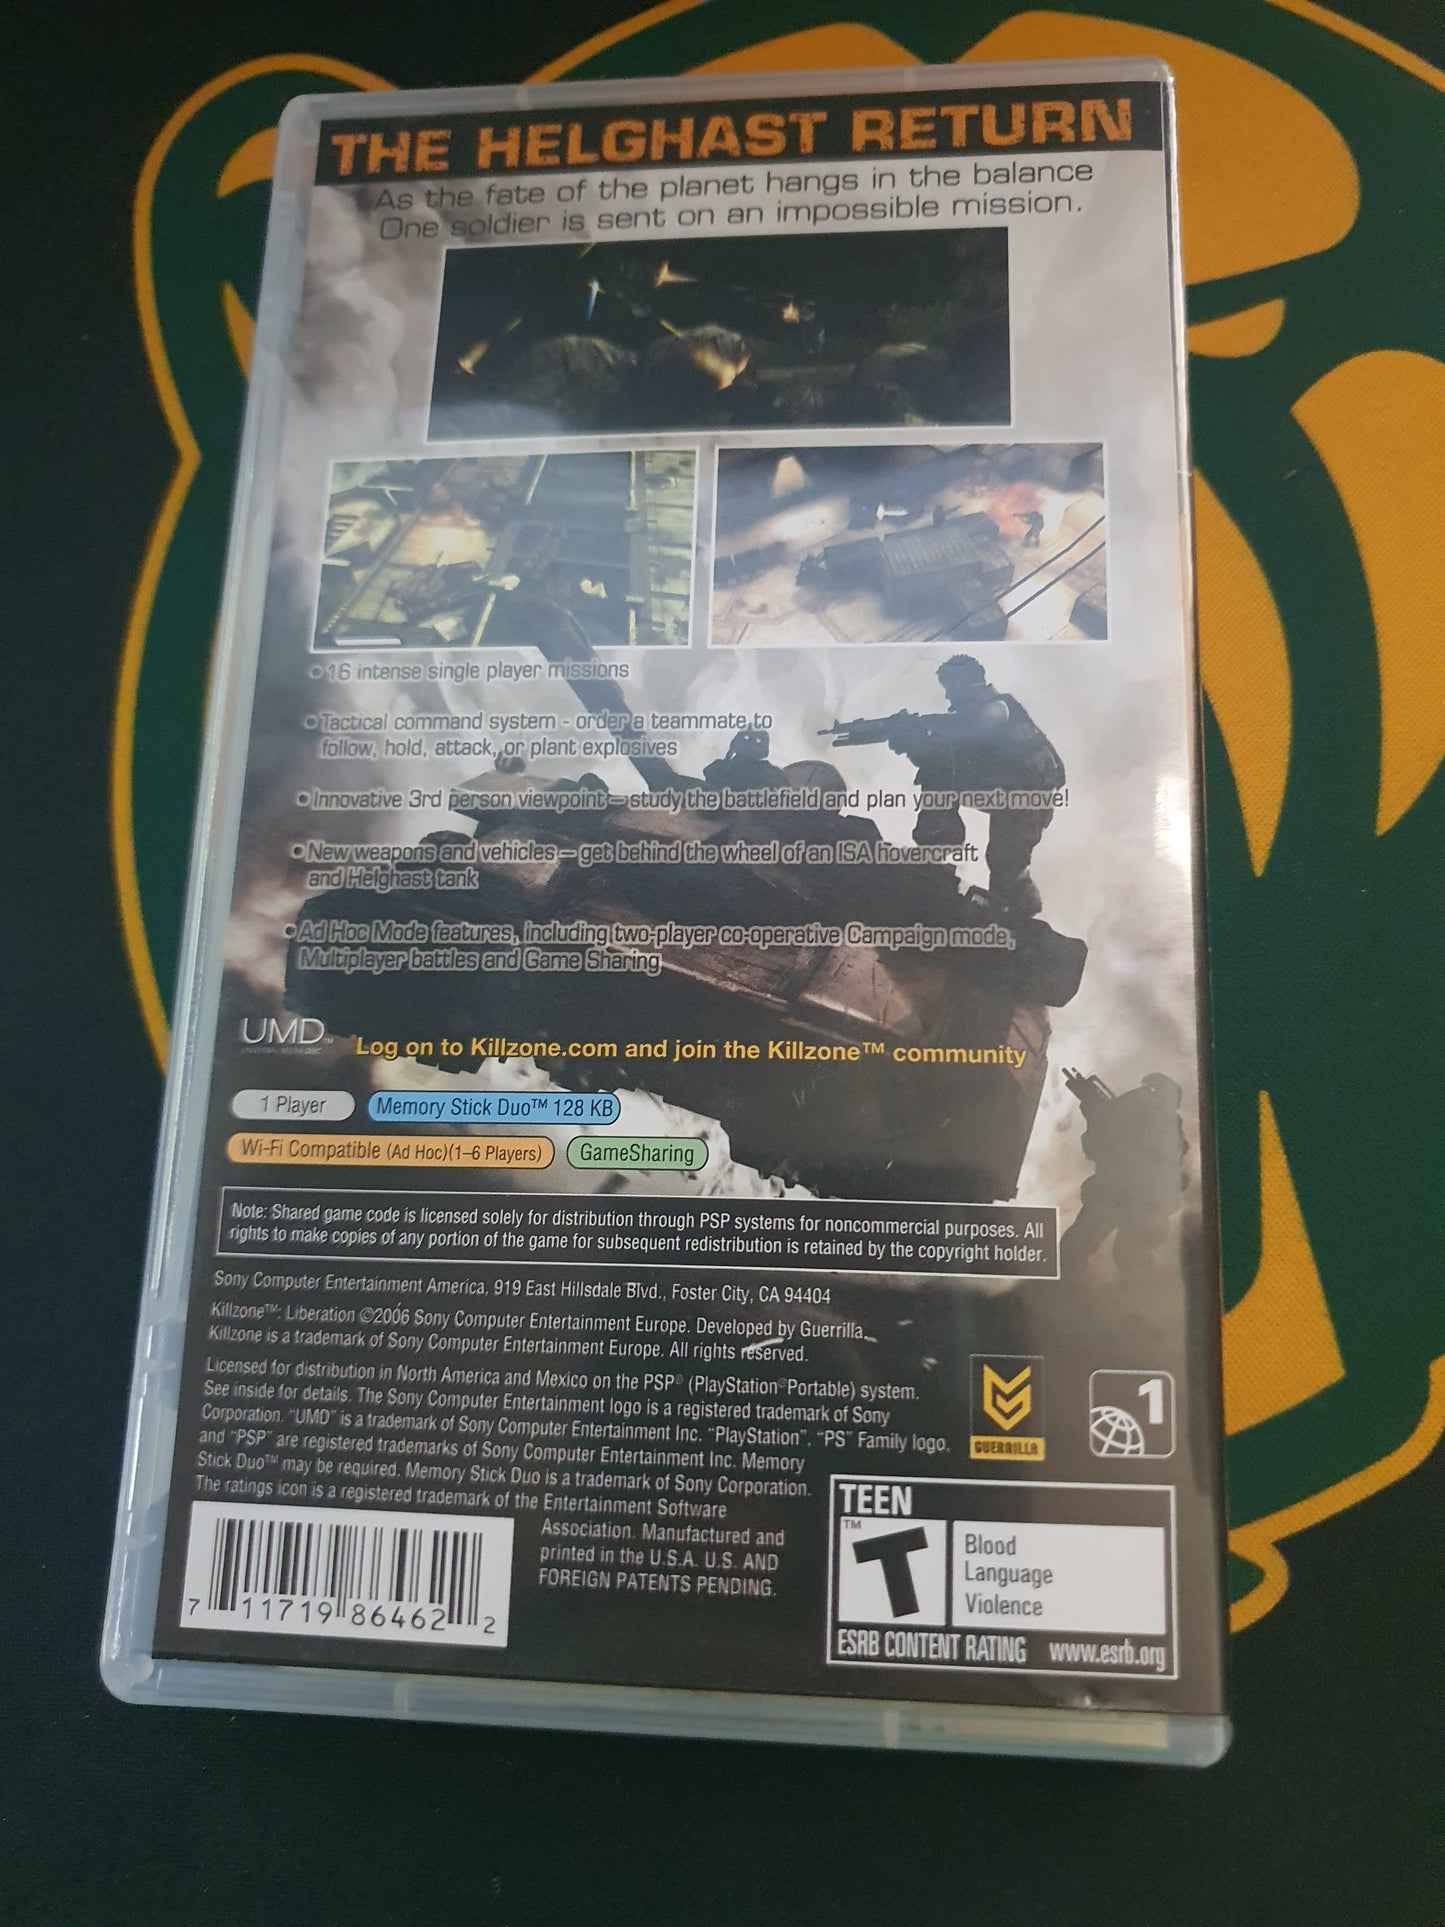 THE HELGHAST RETURN
As the fate of the planet hangs in the balance
One soldier is sent on an impossible mission.
• 16 intense single player missions
• Tactical command system - order a teammate to
follow, hold, attack, or plant explosives
• Innovative 3rd person viewpoint – study the battlefield and plan your next move!
• New weapons and vehicles – get behind the wheel of an ISA hovercraft
and Helghast tank
• Ad Hoc Mode features, including two-player co-operative Campaign mode,
Multiplayer battles and Game Sharing
UMD™
Log on to Killzone.com and join the Killzone™ community
1 Player
Memory Stick Duo™ 128 KB
Wi-Fi Compatible (Ad Hoc)(1–6 Players)
GameSharing
Note: Shared game code is licensed solely for distribution through PSP systems for noncommercial purposes. All
rights to make copies of any portion of the game for subsequent redistribution is retained by the copyright holder.
Sony Computer Entertainment America, 919 East Hillsdale Blvd., Foster City, CA 94404
Killzone™: Liberation ©2006 Sony Computer Entertainment Europe. Developed by Guerrilla.
Killzone is a trademark of Sony Computer Entertainment Europe. All rights reserved.
Licensed for distribution in North America and Mexico on the PSP® (PlayStation®Portable) system.
See inside for details. The Sony Computer Entertainment logo is a registered trademark of Sony
Corporation. "UMD" is a trademark of Sony Computer Entertainment Inc. "PlayStation", "PS" Family logo,
and "PSP" are registered trademarks of Sony Computer Entertainment Inc. Memory
Stick Duo™ may be required. Memory Stick Duo is a trademark of Sony Corporation.
The ratings icon is a registered trademark of the Entertainment Software
Association. Manufactured and
printed in the U.S.A. U.S. AND
FOREIGN PATENTS PENDING.
GUERRILLA
1
7 11719 86462 2
TEEN
T™
Blood
Language
Violence
ESRB CONTENT RATING www.esrb.org